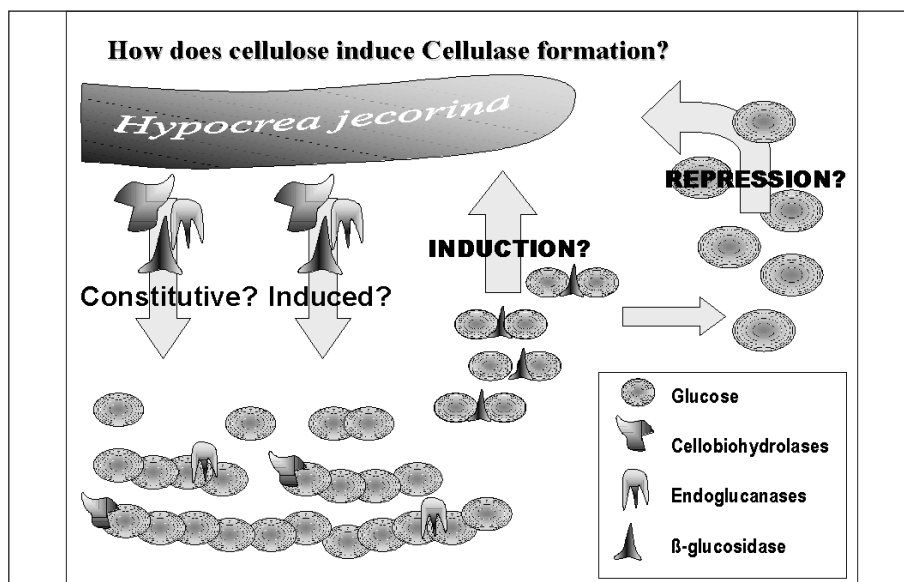 How does cellulose induce Cellulase formation?
Hypocrea jecorina
REPRESSION?
INDUCTION?
Constitutive? Induced?
Glucose
Cellobiohydrolases
Endoglucanases
ß-glucosidase